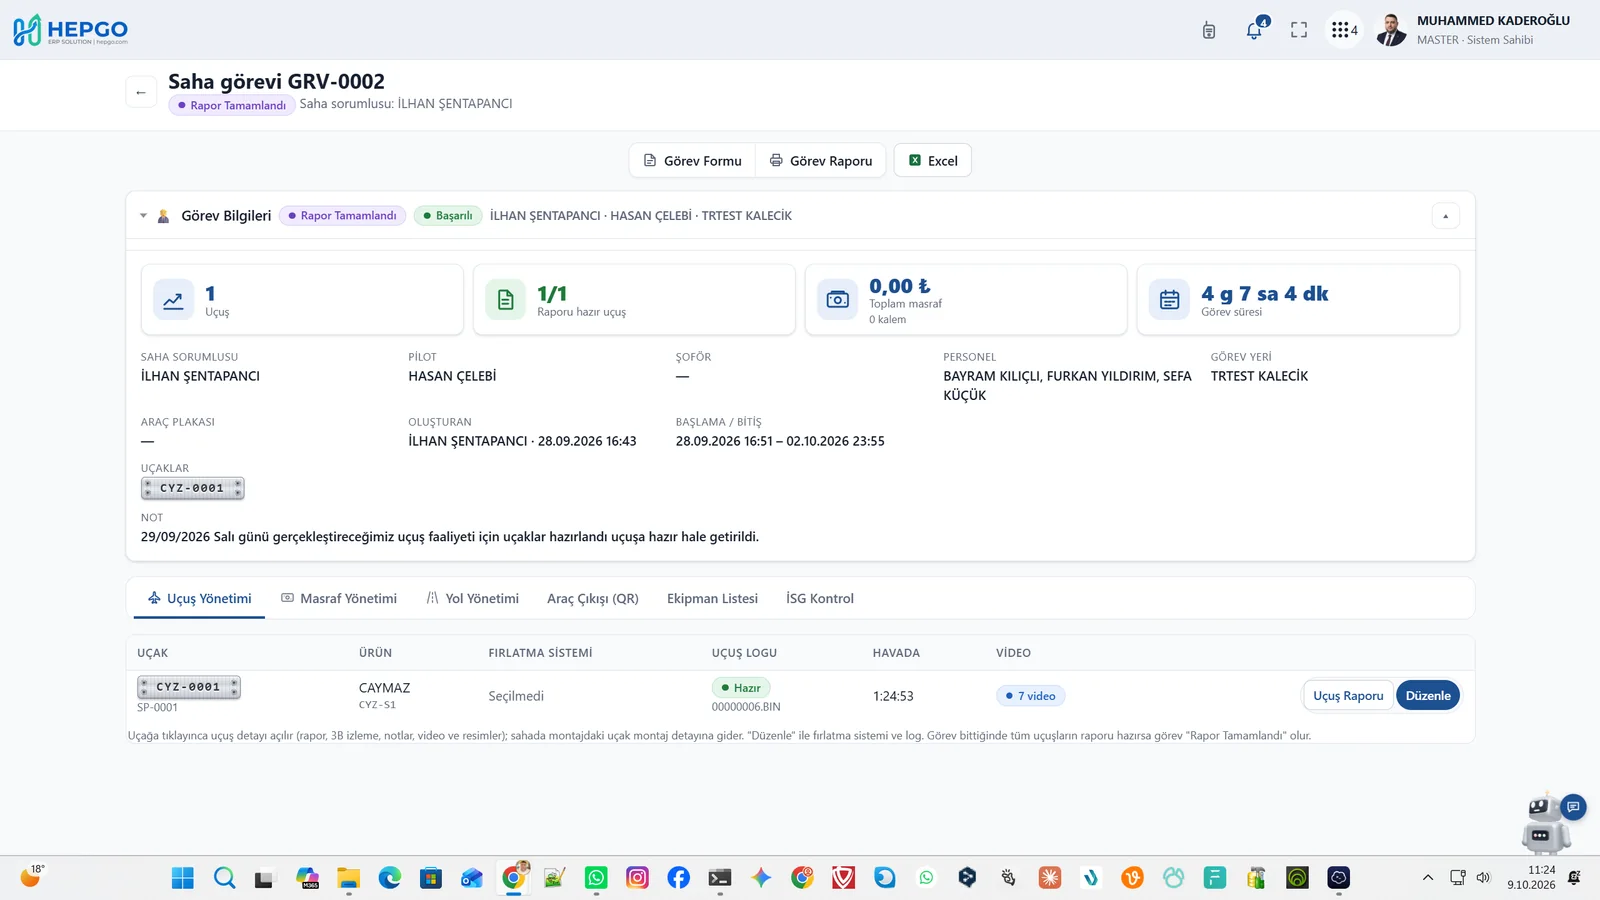 HEPGO
ERP SOLUTION | hepgo.com
4
4
MUHAMMED KADEROĞLU
MASTER · Sistem Sahibi
←
Saha görevi GRV-0002
Rapor Tamamlandı Saha sorumlusu: İLHAN ŞENTAPANCI
Görev Formu Görev Raporu Excel
Görev Bilgileri Rapor Tamamlandı Başarılı İLHAN ŞENTAPANCI · HASAN ÇELEBİ · TRTEST KALECİK
1
Uçuş
1/1
Raporu hazır uçuş
0,00 ₺
Toplam masraf
0 kalem
4 g 7 sa 4 dk
Görev süresi
SAHA SORUMLUSU
İLHAN ŞENTAPANCI
PİLOT
HASAN ÇELEBİ
ŞOFÖR
—
PERSONEL
BAYRAM KILIÇLI, FURKAN YILDIRIM, SEFA
KÜÇÜK
GÖREV YERİ
TRTEST KALECİK
ARAÇ PLAKASI
—
OLUŞTURAN
İLHAN ŞENTAPANCI · 28.09.2026 16:43
BAŞLAMA / BİTİŞ
28.09.2026 16:51 – 02.10.2026 23:55
UÇAKLAR
CYZ-0001
NOT
29/09/2026 Salı günü gerçekleştireceğimiz uçuş faaliyeti için uçaklar hazırlandı uçuşa hazır hale getirildi.
Uçuş Yönetimi Masraf Yönetimi Yol Yönetimi Araç Çıkışı (QR) Ekipman Listesi İSG Kontrol
UÇAK ÜRÜN FIRLATMA SİSTEMİ UÇUŞ LOGU HAVADA VİDEO
CYZ-0001
SP-0001
CAYMAZ
CYZ-S1
Seçilmedi
Hazır
00000006.BIN
1:24:53
7 video
Uçuş Raporu Düzenle
Uçağa tıklayınca uçuş detayı açılır (rapor, 3B izleme, notlar, video ve resimler); sahada montajdaki uçak montaj detayına gider. "Düzenle" ile fırlatma sistemi ve log. Görev bittiğinde tüm uçuşların raporu hazırsa görev "Rapor Tamamlandı" olur.
18°
M365
11:24
9.10.2026